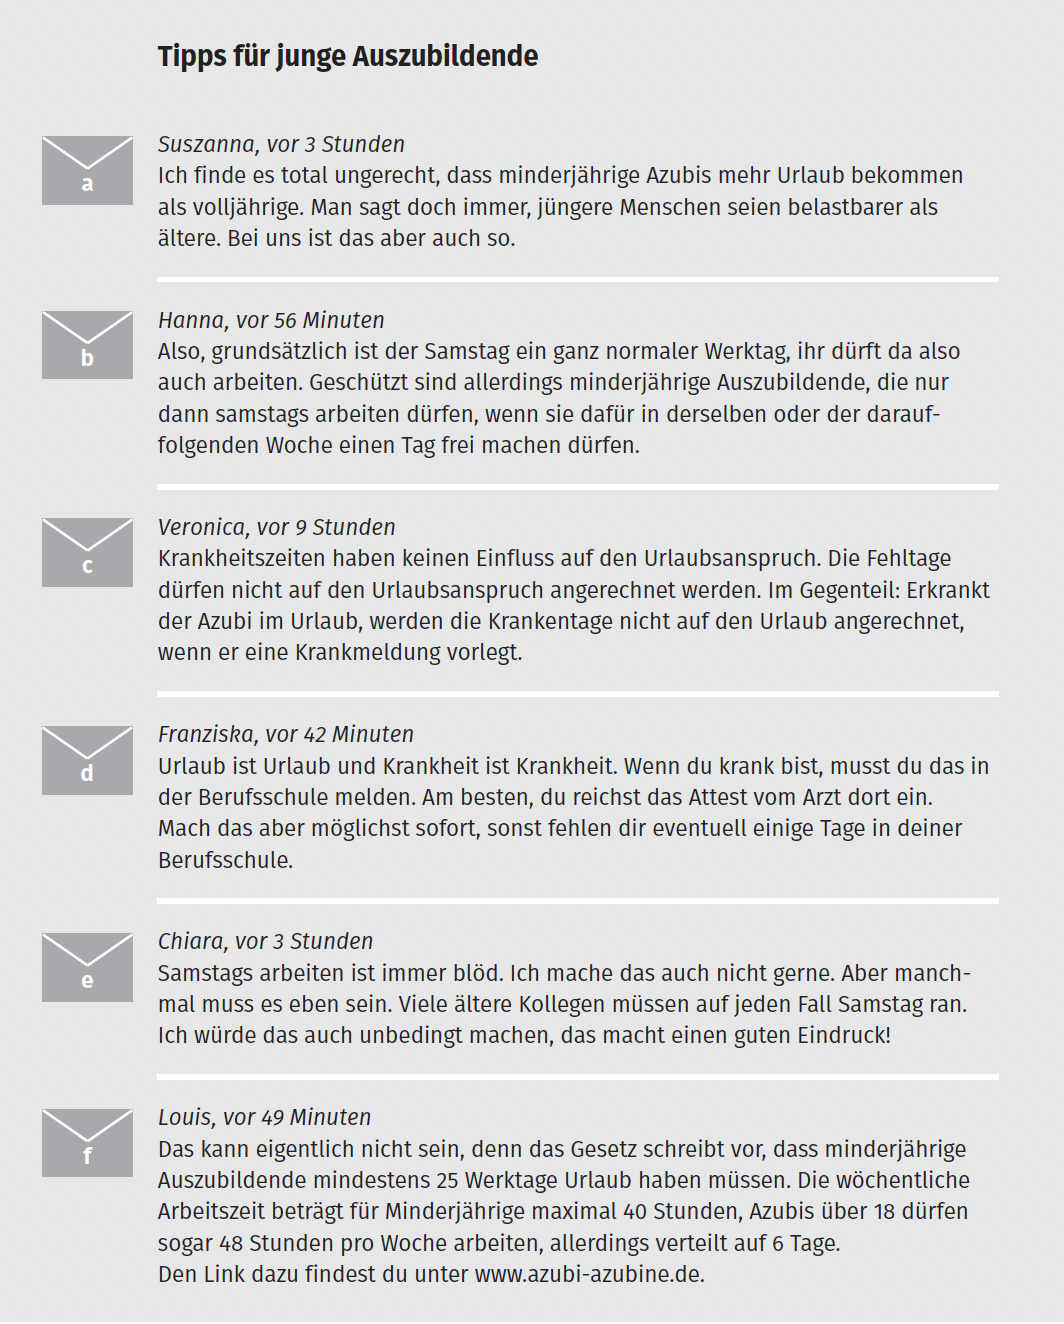 Tipps für junge Auszubildende
a
Suszanna, vor 3 Stunden
Ich finde es total ungerecht, dass minderjährige Azubis mehr Urlaub bekommen
als volljährige. Man sagt doch immer, jüngere Menschen seien belastbarer als
ältere. Bei uns ist das aber auch so.
b
Hanna, vor 56 Minuten
Also, grundsätzlich ist der Samstag ein ganz normaler Werktag, ihr dürft da also
auch arbeiten. Geschützt sind allerdings minderjährige Auszubildende, die nur
dann samstags arbeiten dürfen, wenn sie dafür in derselben oder der darauf-
folgenden Woche einen Tag frei machen dürfen.
c
Veronica, vor 9 Stunden
Krankheitszeiten haben keinen Einfluss auf den Urlaubsanspruch. Die Fehltage
dürfen nicht auf den Urlaubsanspruch angerechnet werden. Im Gegenteil: Erkrankt
der Azubi im Urlaub, werden die Krankentage nicht auf den Urlaub angerechnet,
wenn er eine Krankmeldung vorlegt.
d
Franziska, vor 42 Minuten
Urlaub ist Urlaub und Krankheit ist Krankheit. Wenn du krank bist, musst du das in
der Berufsschule melden. Am besten, du reichst das Attest vom Arzt dort ein.
Mach das aber möglichst sofort, sonst fehlen dir eventuell einige Tage in deiner
Berufsschule.
e
Chiara, vor 3 Stunden
Samstags arbeiten ist immer blöd. Ich mache das auch nicht gerne. Aber manch-
mal muss es eben sein. Viele ältere Kollegen müssen auf jeden Fall Samstag ran.
Ich würde das auch unbedingt machen, das macht einen guten Eindruck!
f
Louis, vor 49 Minuten
Das kann eigentlich nicht sein, denn das Gesetz schreibt vor, dass minderjährige
Auszubildende mindestens 25 Werktage Urlaub haben müssen. Die wöchentliche
Arbeitszeit beträgt für Minderjährige maximal 40 Stunden, Azubis über 18 dürfen
sogar 48 Stunden pro Woche arbeiten, allerdings verteilt auf 6 Tage.
Den Link dazu findest du unter www.azubi-azubine.de.